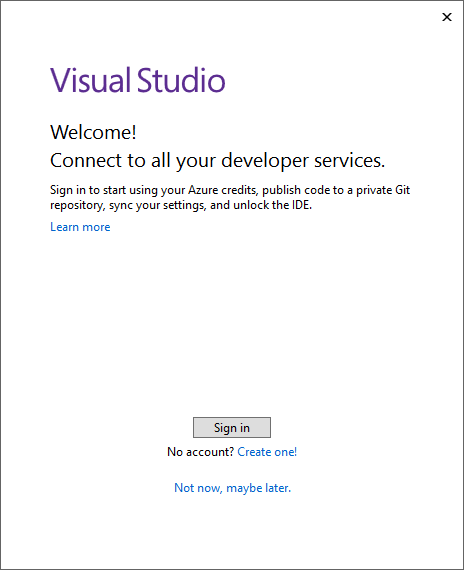 Visual Studio
Welcome!
Connect to all your developer services.
Sign in to start using your Azure credits, publish code to a private Git
repository, sync your settings, and unlock the IDE.
Learn more
Sign in
No account? Create one!
Not now, maybe later.